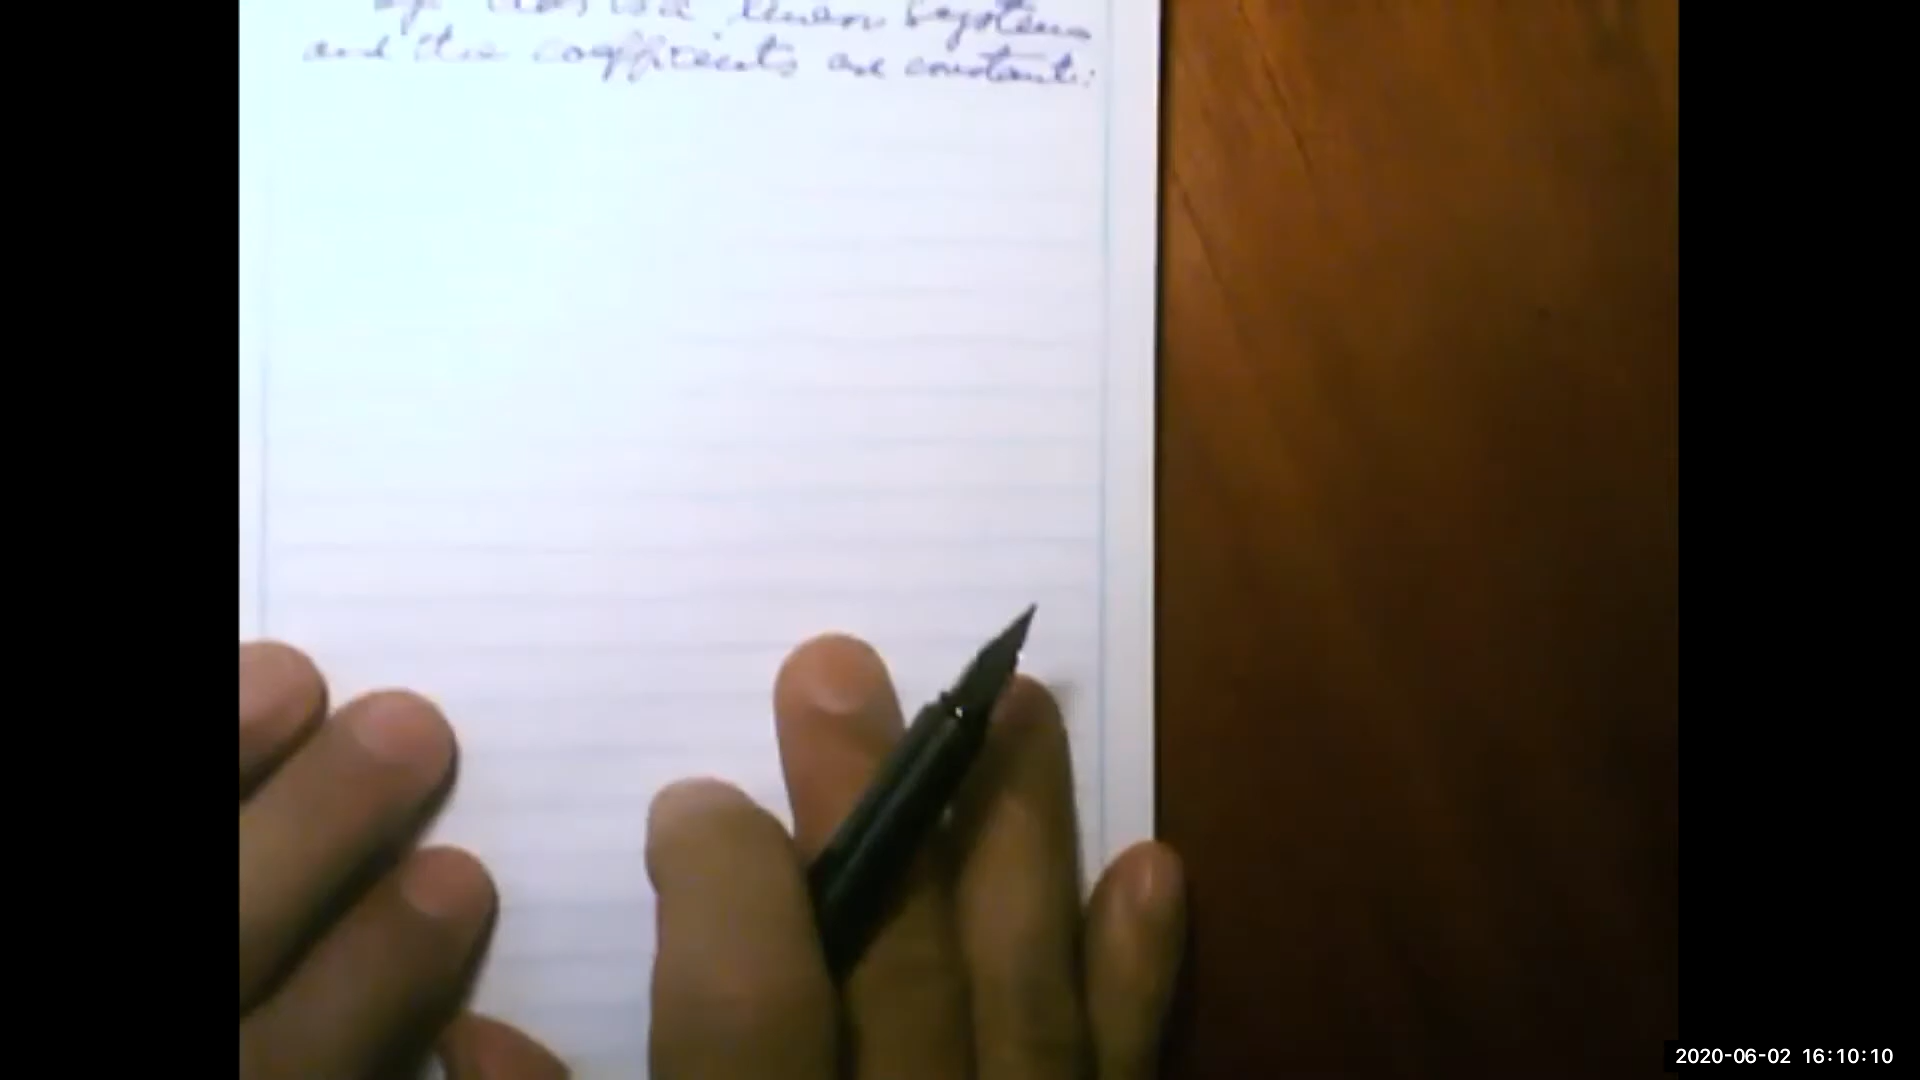 linear systems
and the coefficients are constant:
2020-06-02 16:10:10